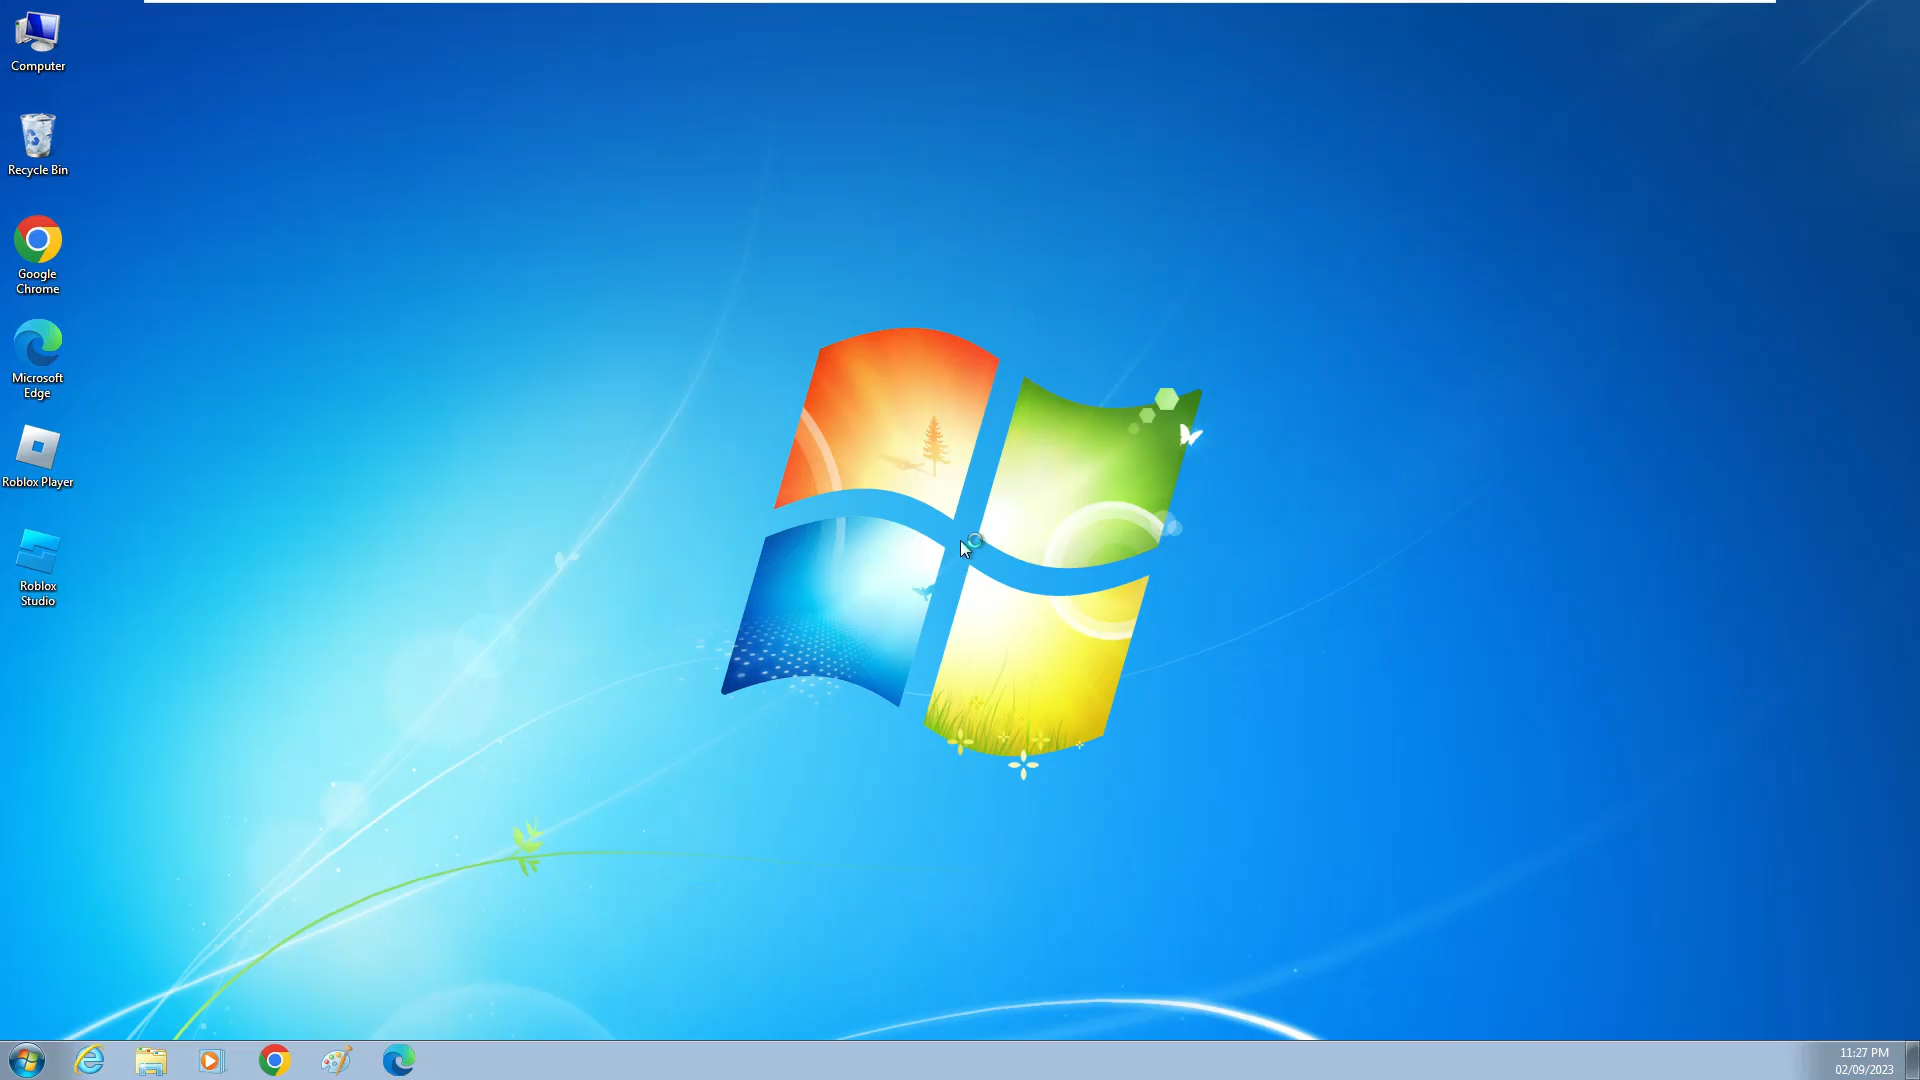 Computer
Recycle Bin
Google
Chrome
Microsoft
Edge
Roblox Player
Roblox
Studio
11:27 PM
02/09/2023